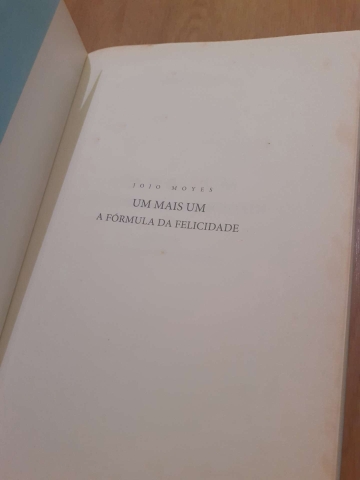 JOJO MOYES
UM MAIS UM
A FÓRMULA DA FELICIDADE